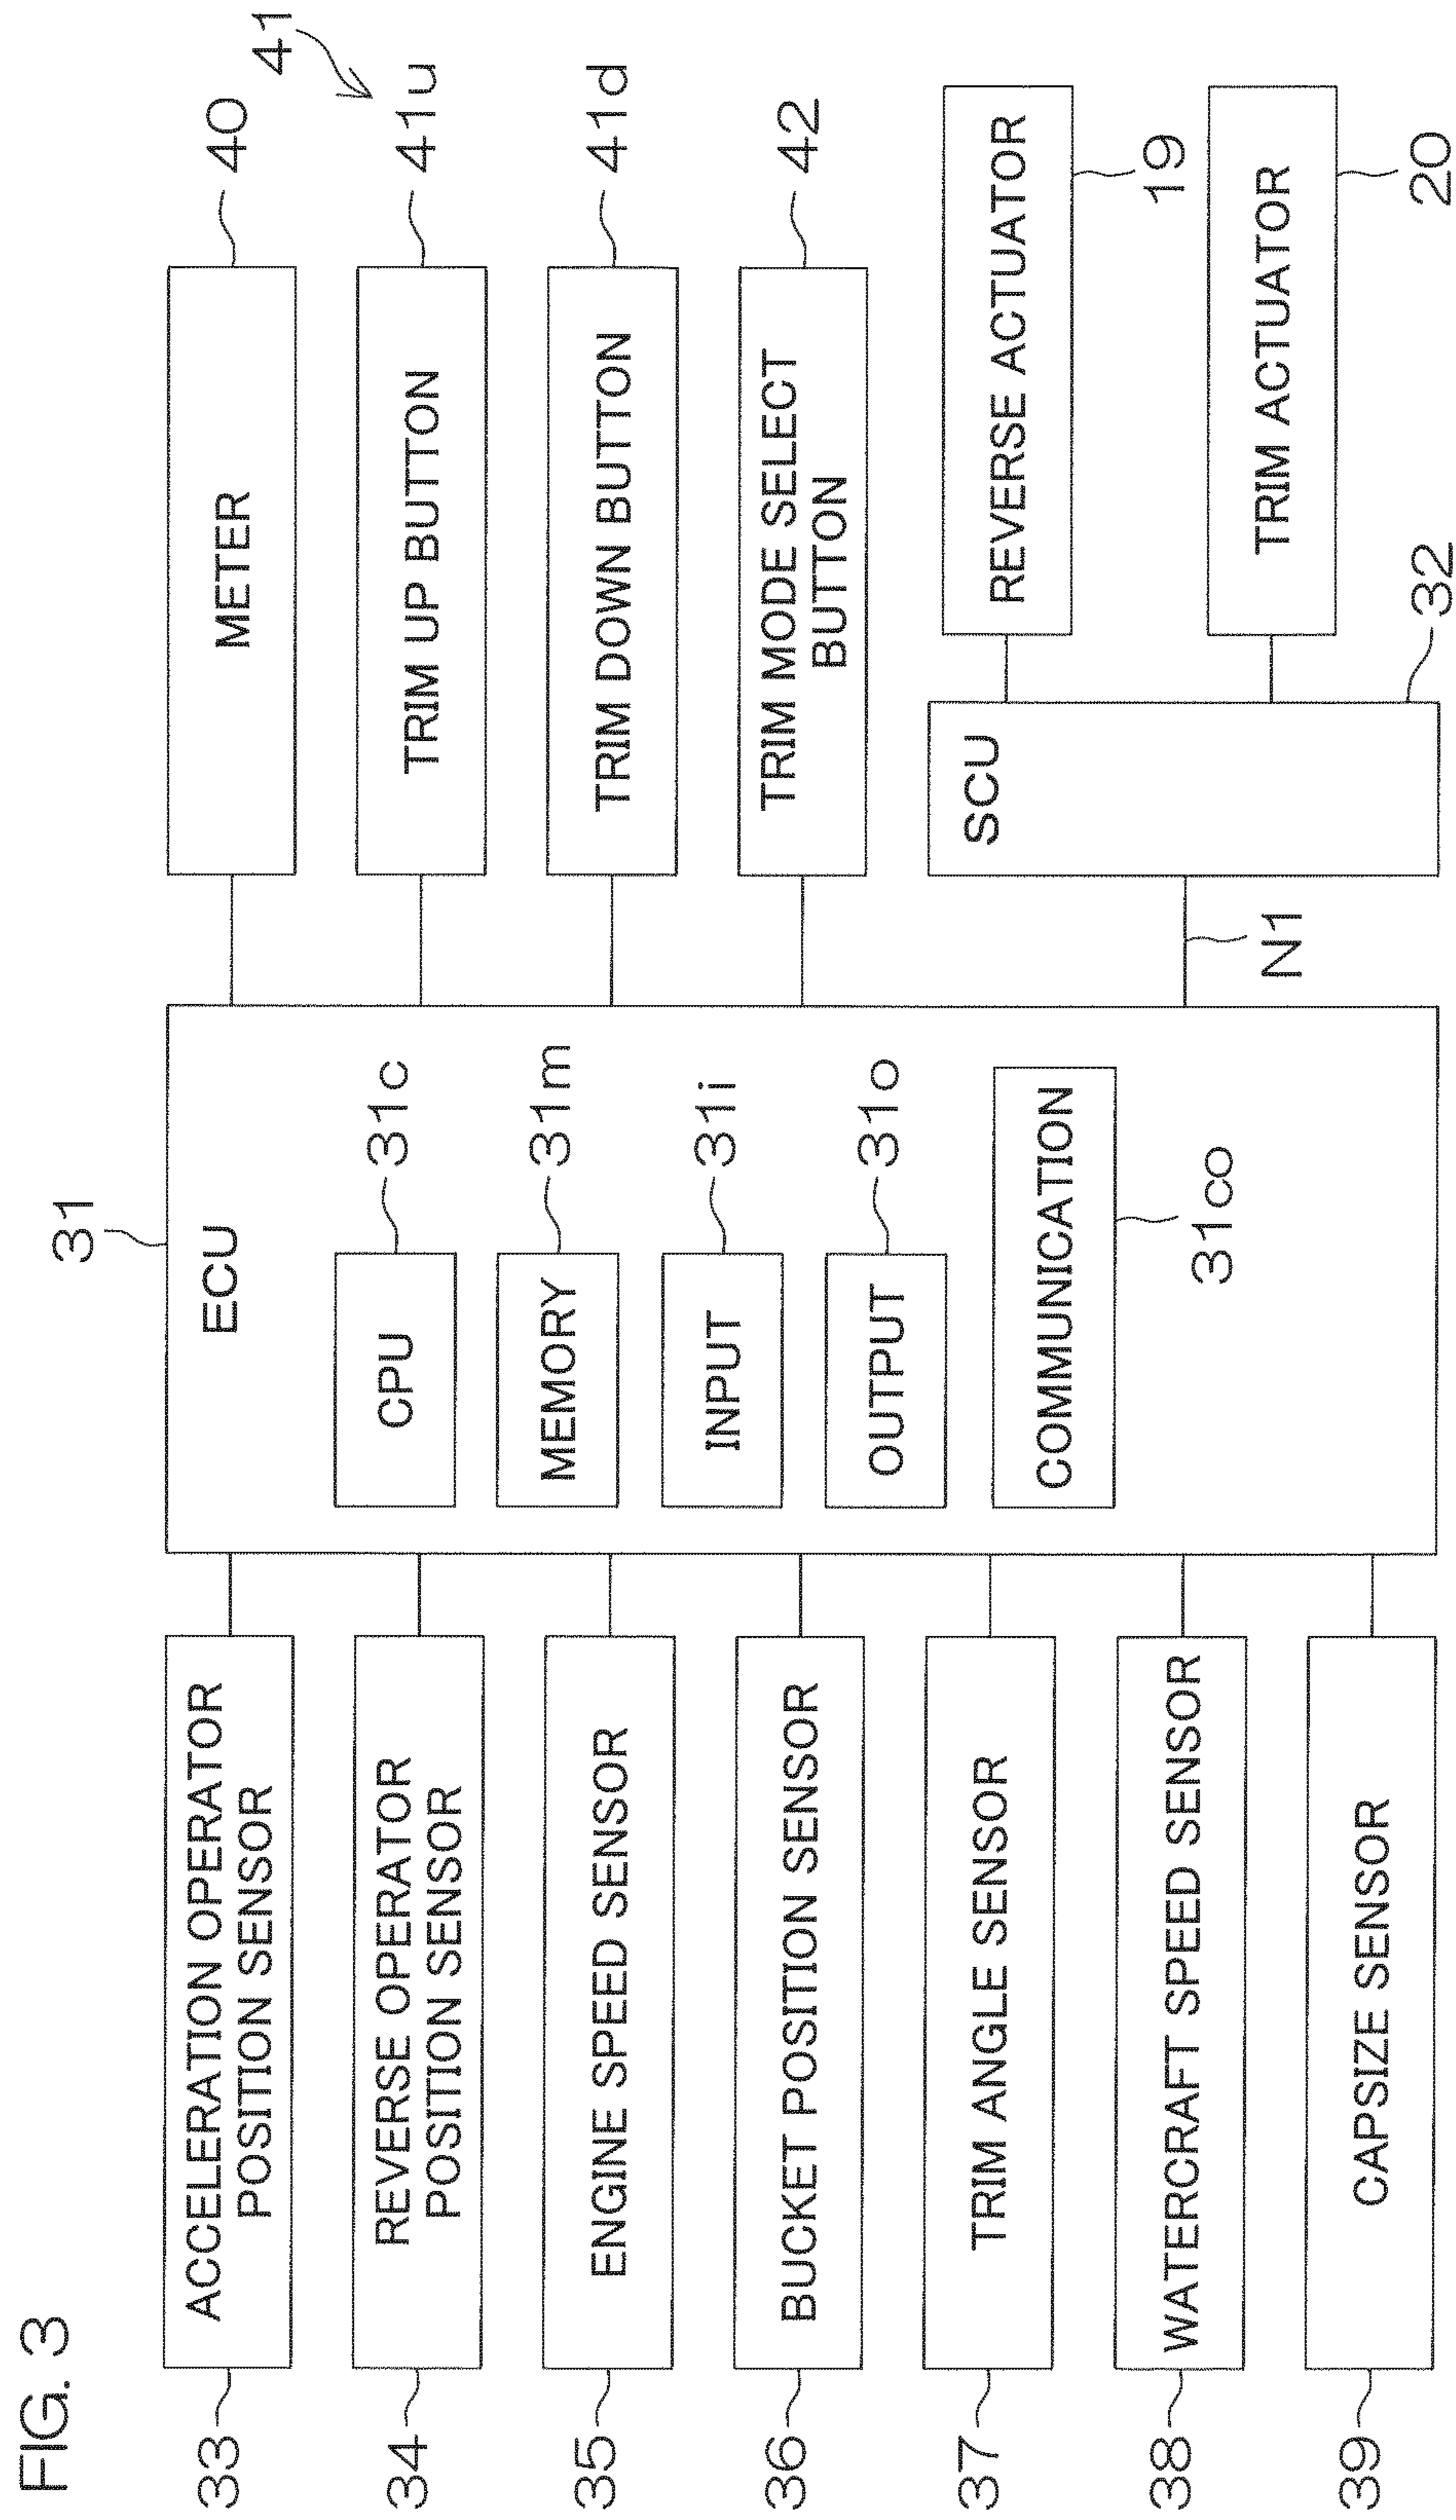 FIG. 3
31
ECU
33
ACCELERATION OPERATOR
POSITION SENSOR
34
REVERSE OPERATOR
POSITION SENSOR
35
ENGINE SPEED SENSOR
36
BUCKET POSITION SENSOR
37
TRIM ANGLE SENSOR
38
WATERCRAFT SPEED SENSOR
39
CAPSIZE SENSOR
CPU
31c
MEMORY
31m
INPUT
31i
OUTPUT
31o
COMMUNICATION
31co
METER
40
41
TRIM UP BUTTON
41u
TRIM DOWN BUTTON
41d
TRIM MODE SELECT
BUTTON
42
N1
SCU
32
REVERSE ACTUATOR
19
TRIM ACTUATOR
20